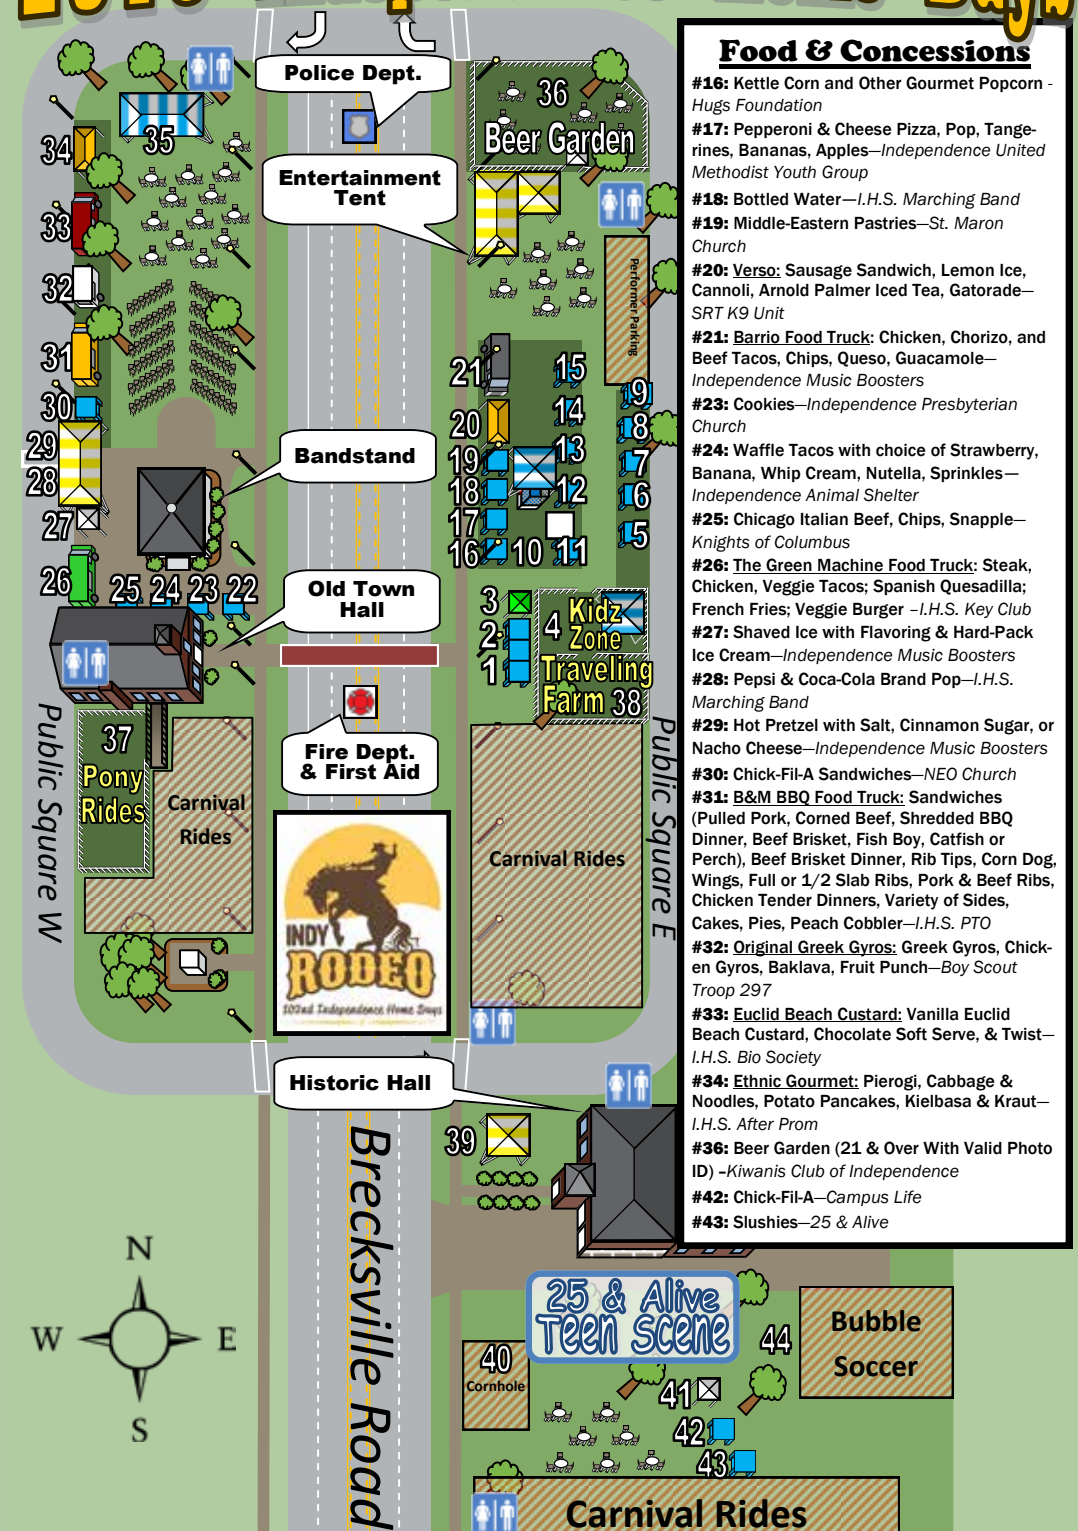 Food & Concessions
#16: Kettle Corn and Other Gourmet Popcorn -
Hugs Foundation
#17: Pepperoni & Cheese Pizza, Pop, Tange-
rines, Bananas, Apples—Independence United
Methodist Youth Group
#18: Bottled Water—I.H.S. Marching Band
#19: Middle-Eastern Pastries—St. Maron
Church
#20: Verso: Sausage Sandwich, Lemon Ice,
Cannoli, Arnold Palmer Iced Tea, Gatorade—
SRT K9 Unit
#21: Barrio Food Truck: Chicken, Chorizo, and
Beef Tacos, Chips, Queso, Guacamole—
Independence Music Boosters
#23: Cookies—Independence Presbyterian
Church
#24: Waffle Tacos with choice of Strawberry,
Banana, Whip Cream, Nutella, Sprinkles—
Independence Animal Shelter
#25: Chicago Italian Beef, Chips, Snapple—
Knights of Columbus
#26: The Green Machine Food Truck: Steak,
Chicken, Veggie Tacos; Spanish Quesadilla;
French Fries; Veggie Burger –I.H.S. Key Club
#27: Shaved Ice with Flavoring & Hard-Pack
Ice Cream—Independence Music Boosters
#28: Pepsi & Coca-Cola Brand Pop—I.H.S.
Marching Band
#29: Hot Pretzel with Salt, Cinnamon Sugar, or
Nacho Cheese—Independence Music Boosters
#30: Chick-Fil-A Sandwiches—NEO Church
#31: B&M BBQ Food Truck: Sandwiches
(Pulled Pork, Corned Beef, Shredded BBQ
Dinner, Beef Brisket, Fish Boy, Catfish or
Perch), Beef Brisket Dinner, Rib Tips, Corn Dog,
Wings, Full or 1/2 Slab Ribs, Pork & Beef Ribs,
Chicken Tender Dinners, Variety of Sides,
Cakes, Pies, Peach Cobbler—I.H.S. PTO
#32: Original Greek Gyros: Greek Gyros, Chick-
en Gyros, Baklava, Fruit Punch—Boy Scout
Troop 297
#33: Euclid Beach Custard: Vanilla Euclid
Beach Custard, Chocolate Soft Serve, & Twist—
I.H.S. Bio Society
#34: Ethnic Gourmet: Pierogi, Cabbage &
Noodles, Potato Pancakes, Kielbasa & Kraut—
I.H.S. After Prom
#36: Beer Garden (21 & Over With Valid Photo
ID) –Kiwanis Club of Independence
#42: Chick-Fil-A—Campus Life
#43: Slushies—25 & Alive
Police Dept.
36
Beer Garden
35
34
Entertainment
Tent
33
32
31
30
29
28
27
26
25 24 23 22
Performer Parking
21
20
19
18
17
16
15
14
13
12
10 11
9
8
7
6
5
Bandstand
Old Town
Hall
3
2
1
4 Kidz
Zone
Traveling
Farm 38
Fire Dept.
& First Aid
37
Pony
Rides
Carnival
Rides
Carnival Rides
Public Square W
Public Square E
INDY
RODEO
102nd Independence Home Days
Historic Hall
39
Brecksville Road
N
W E
S
25 & Alive
Teen Scene
40
Cornhole
44
Bubble
Soccer
41
42
43
Carnival Rides